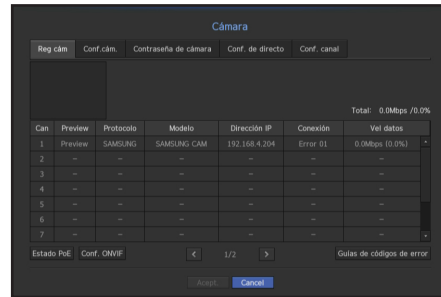 Cámara
Reg cám Conf.cám. Contraseña de cámara Conf. de directo Conf. canal
Total: 0.0Mbps /0.0%
Can Preview Protocolo Modelo Dirección IP Conexión Vel datos
1 Preview SAMSUNG SAMSUNG CAM 192.168.4.204 Error 01 0.0Mbps (0.0%)
2 – – – – – –
3 – – – – – –
4 – – – – – –
5 – – – – – –
6 – – – – – –
7 – – – – – –
Estado PoE Conf. ONVIF < 1/2 > Guías de códigos de error
Acept. Cancel